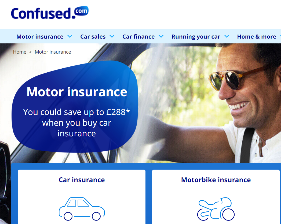 Confused.com
Motor insurance Car sales Car finance Running your car Home & more
Home > Motor insurance
Motor insurance
You could save up to £288*
when you buy car
insurance
Car insurance
Motorbike insurance